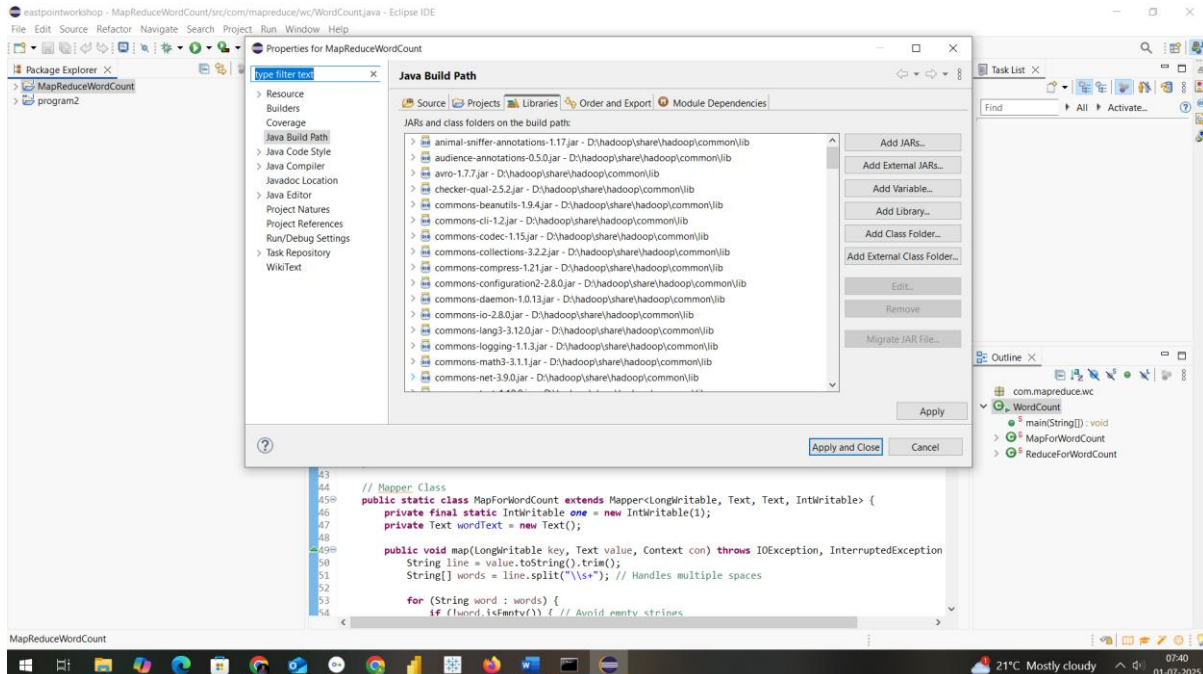 eastpointworkshop - MapReduceWordCount/src/com/mapreduce/wc/WordCount.java - Eclipse IDE
File Edit Source Refactor Navigate Search Project Run Window Help
Package Explorer
MapReduceWordCount
program2
Properties for MapReduceWordCount
type filter text
Resource
Builders
Coverage
Java Build Path
Java Code Style
Java Compiler
Javadoc Location
Java Editor
Project Natures
Project References
Run/Debug Settings
Task Repository
WikiText
Java Build Path
Source Projects Libraries Order and Export Module Dependencies
JARs and class folders on the build path:
animal-sniffer-annotations-1.17.jar - D:\hadoop\share\hadoop\common\lib
audience-annotations-0.5.0.jar - D:\hadoop\share\hadoop\common\lib
avro-1.7.7.jar - D:\hadoop\share\hadoop\common\lib
checker-qual-2.5.2.jar - D:\hadoop\share\hadoop\common\lib
commons-beanutils-1.9.4.jar - D:\hadoop\share\hadoop\common\lib
commons-cli-1.2.jar - D:\hadoop\share\hadoop\common\lib
commons-codec-1.15.jar - D:\hadoop\share\hadoop\common\lib
commons-collections-3.2.2.jar - D:\hadoop\share\hadoop\common\lib
commons-compress-1.21.jar - D:\hadoop\share\hadoop\common\lib
commons-configuration2-2.8.0.jar - D:\hadoop\share\hadoop\common\lib
commons-daemon-1.0.13.jar - D:\hadoop\share\hadoop\common\lib
commons-io-2.8.0.jar - D:\hadoop\share\hadoop\common\lib
commons-lang3-3.12.0.jar - D:\hadoop\share\hadoop\common\lib
commons-logging-1.1.3.jar - D:\hadoop\share\hadoop\common\lib
commons-math3-3.1.1.jar - D:\hadoop\share\hadoop\common\lib
commons-net-3.9.0.jar - D:\hadoop\share\hadoop\common\lib
Add JARs...
Add External JARs...
Add Variable...
Add Library...
Add Class Folder...
Add External Class Folder...
Edit...
Remove
Migrate JAR File...
Apply
Apply and Close Cancel
Task List
Find All Activate...
Outline
com.mapreduce.wc
WordCount
main(String[]) : void
MapForWordCount
ReduceForWordCount
43
44 // Mapper Class
45 public static class MapForWordCount extends Mapper<LongWritable, Text, Text, IntWritable> {
46 private final static IntWritable one = new IntWritable(1);
47 private Text wordText = new Text();
48
49 public void map(LongWritable key, Text value, Context con) throws IOException, InterruptedException
50 String line = value.toString().trim();
51 String[] words = line.split("\\s+"); // Handles multiple spaces
52
53 for (String word : words) {
54 if (!word.isEmpty()) { // Avoid empty strings
MapReduceWordCount
21°C Mostly cloudy
07:40
01-07-2025